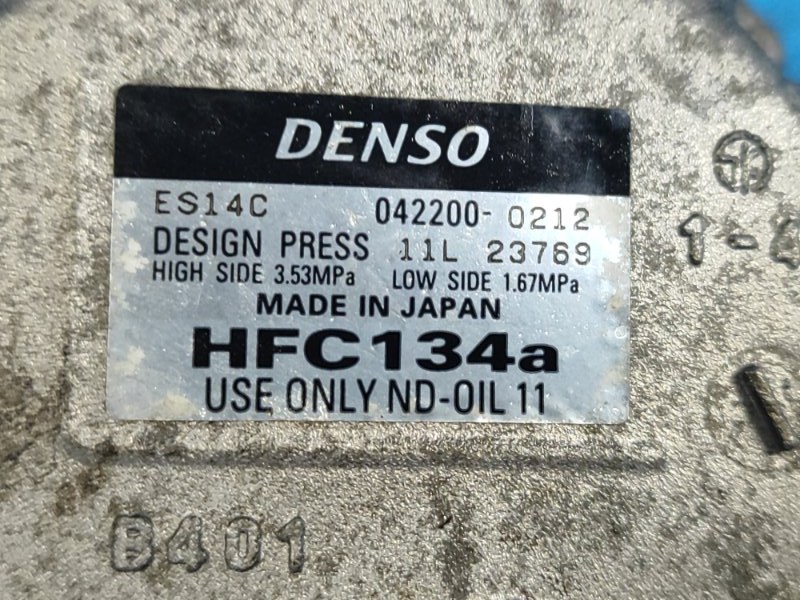 DENSO
ES14C 042200-0212
DESIGN PRESS 11L 23769
HIGH SIDE 3.53MPa LOW SIDE 1.67MPa
MADE IN JAPAN
HFC134a
USE ONLY ND-OIL 11
B401